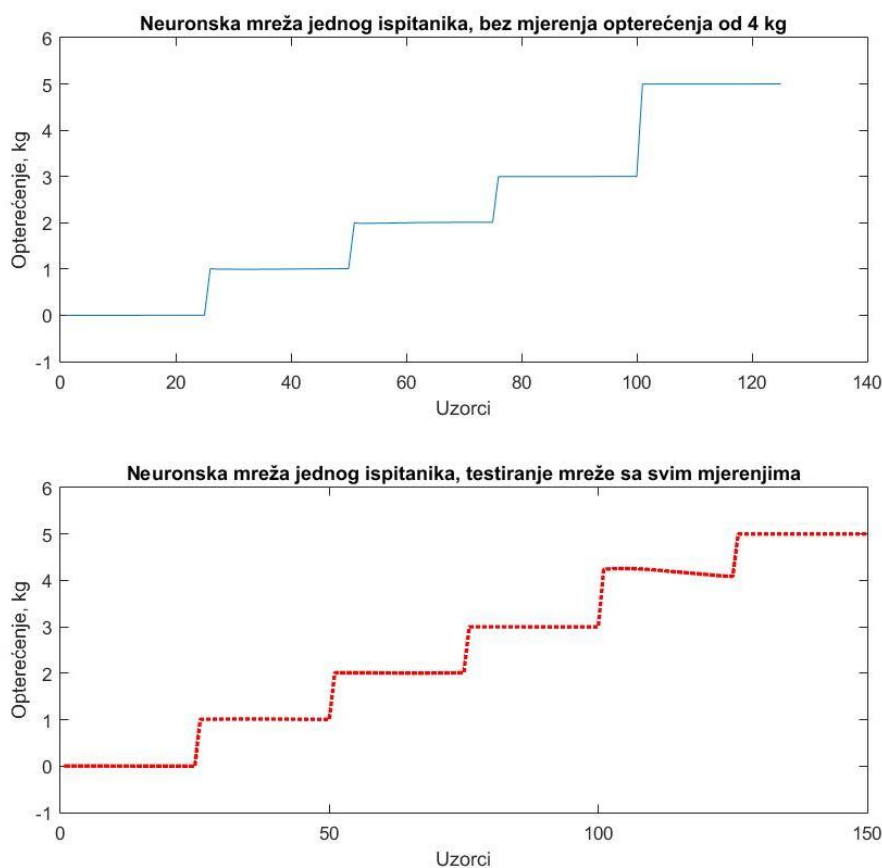 Neuronska mreža jednog ispitanika, bez mjerenja opterećenja od 4 kg
6
5
4
3
2
1
0
-1
Opterećenje, kg
0 20 40 60 80 100 120 140
Uzorci
Neuronska mreža jednog ispitanika, testiranje mreže sa svim mjerenjima
6
5
4
3
2
1
0
-1
Opterećenje, kg
0 50 100 150
Uzorci